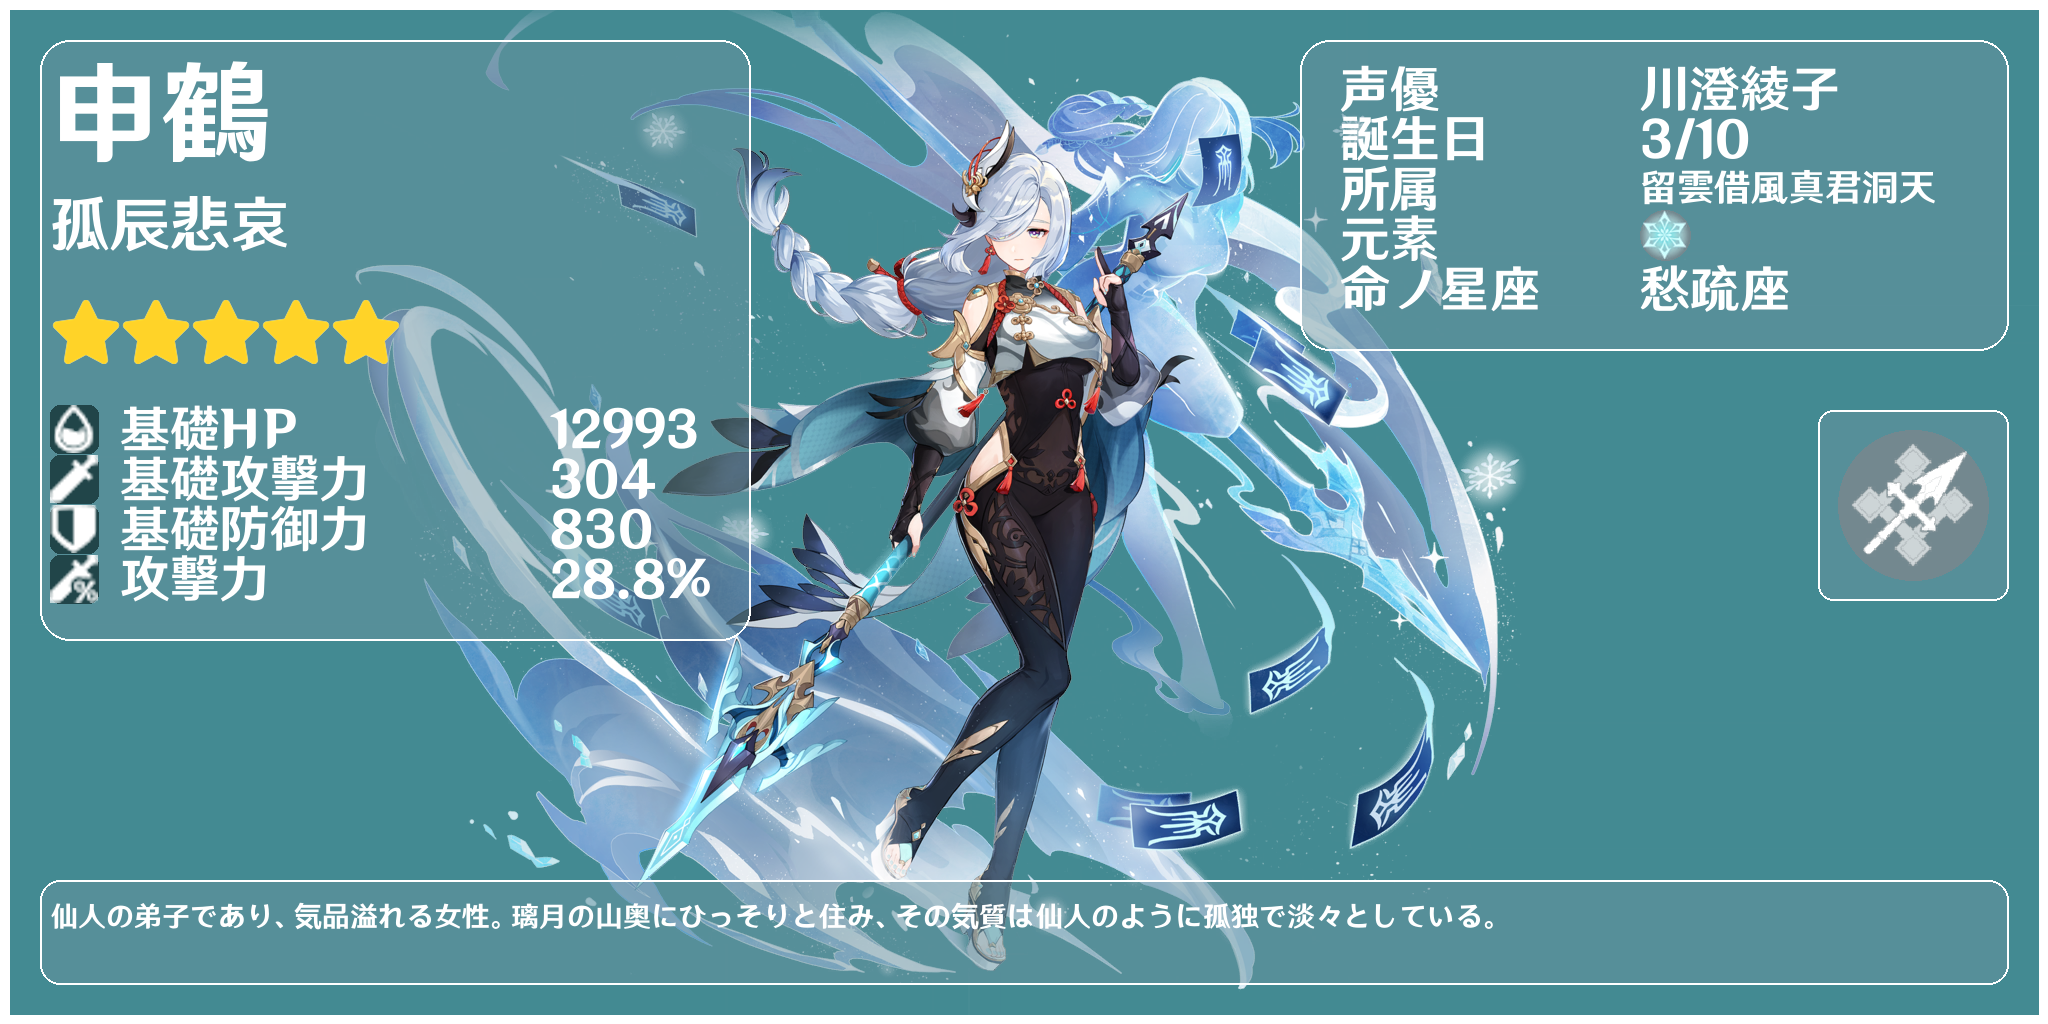 申鶴
孤辰悲哀
基礎HP 12993
基礎攻撃力 304
基礎防御力 830
攻撃力 28.8%
声優 川澄綾子
誕生日 3/10
所属 留雲借風真君洞天
元素
命ノ星座 愁疏座
仙人の弟子であり、気品溢れる女性。璃月の山奥にひっそりと住み、その気質は仙人のように孤独で淡々としている。